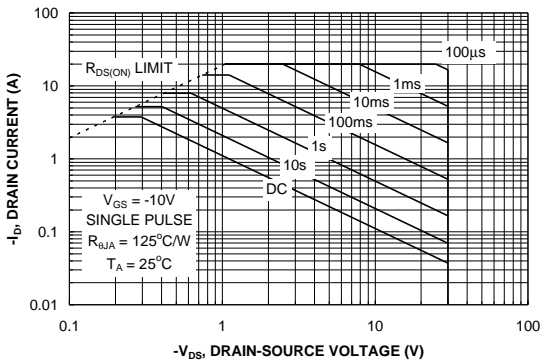 100
10
1
0.1
0.01
0.1
1
10
100
-I_D, DRAIN CURRENT (A)
-V_DS, DRAIN-SOURCE VOLTAGE (V)
R_DS(ON) LIMIT
100µs
1ms
10ms
100ms
1s
10s
DC
V_GS = -10V
SINGLE PULSE
R_θJA = 125°C/W
T_A = 25°C